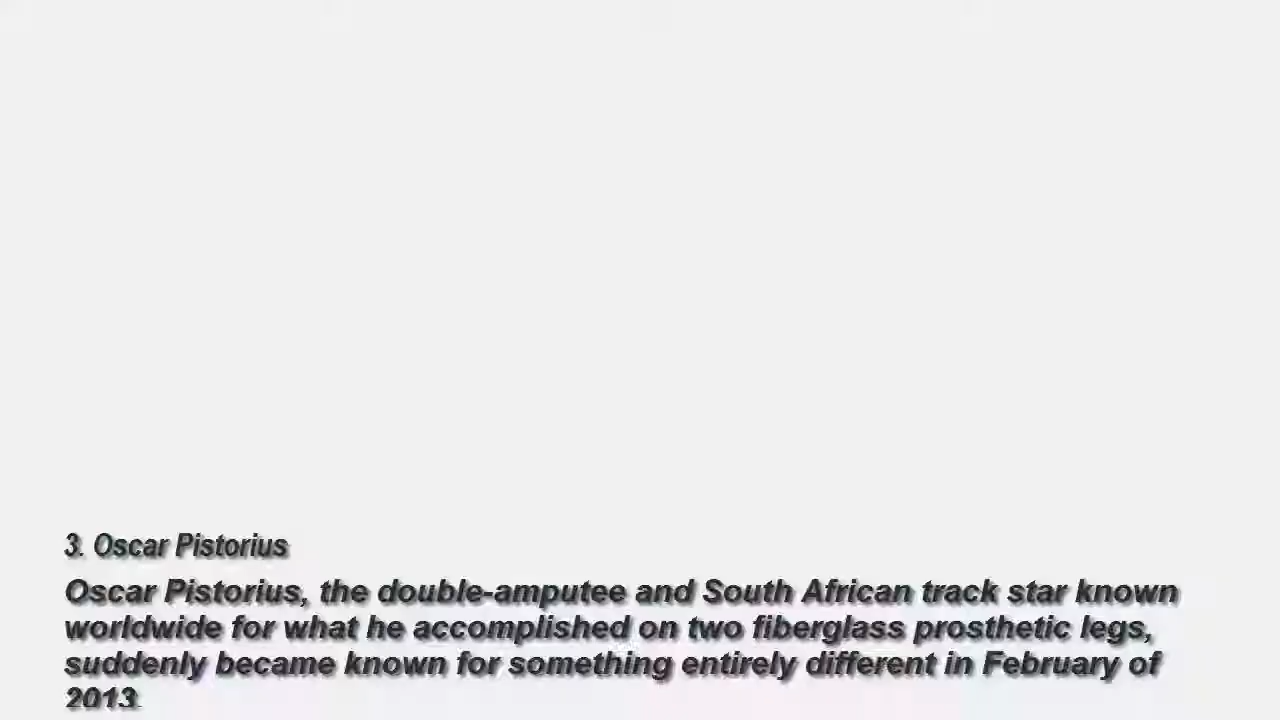 3. Oscar Pistorius
Oscar Pistorius, the double-amputee and South African track star known
worldwide for what he accomplished on two fiberglass prosthetic legs,
suddenly became known for something entirely different in February of
2013.